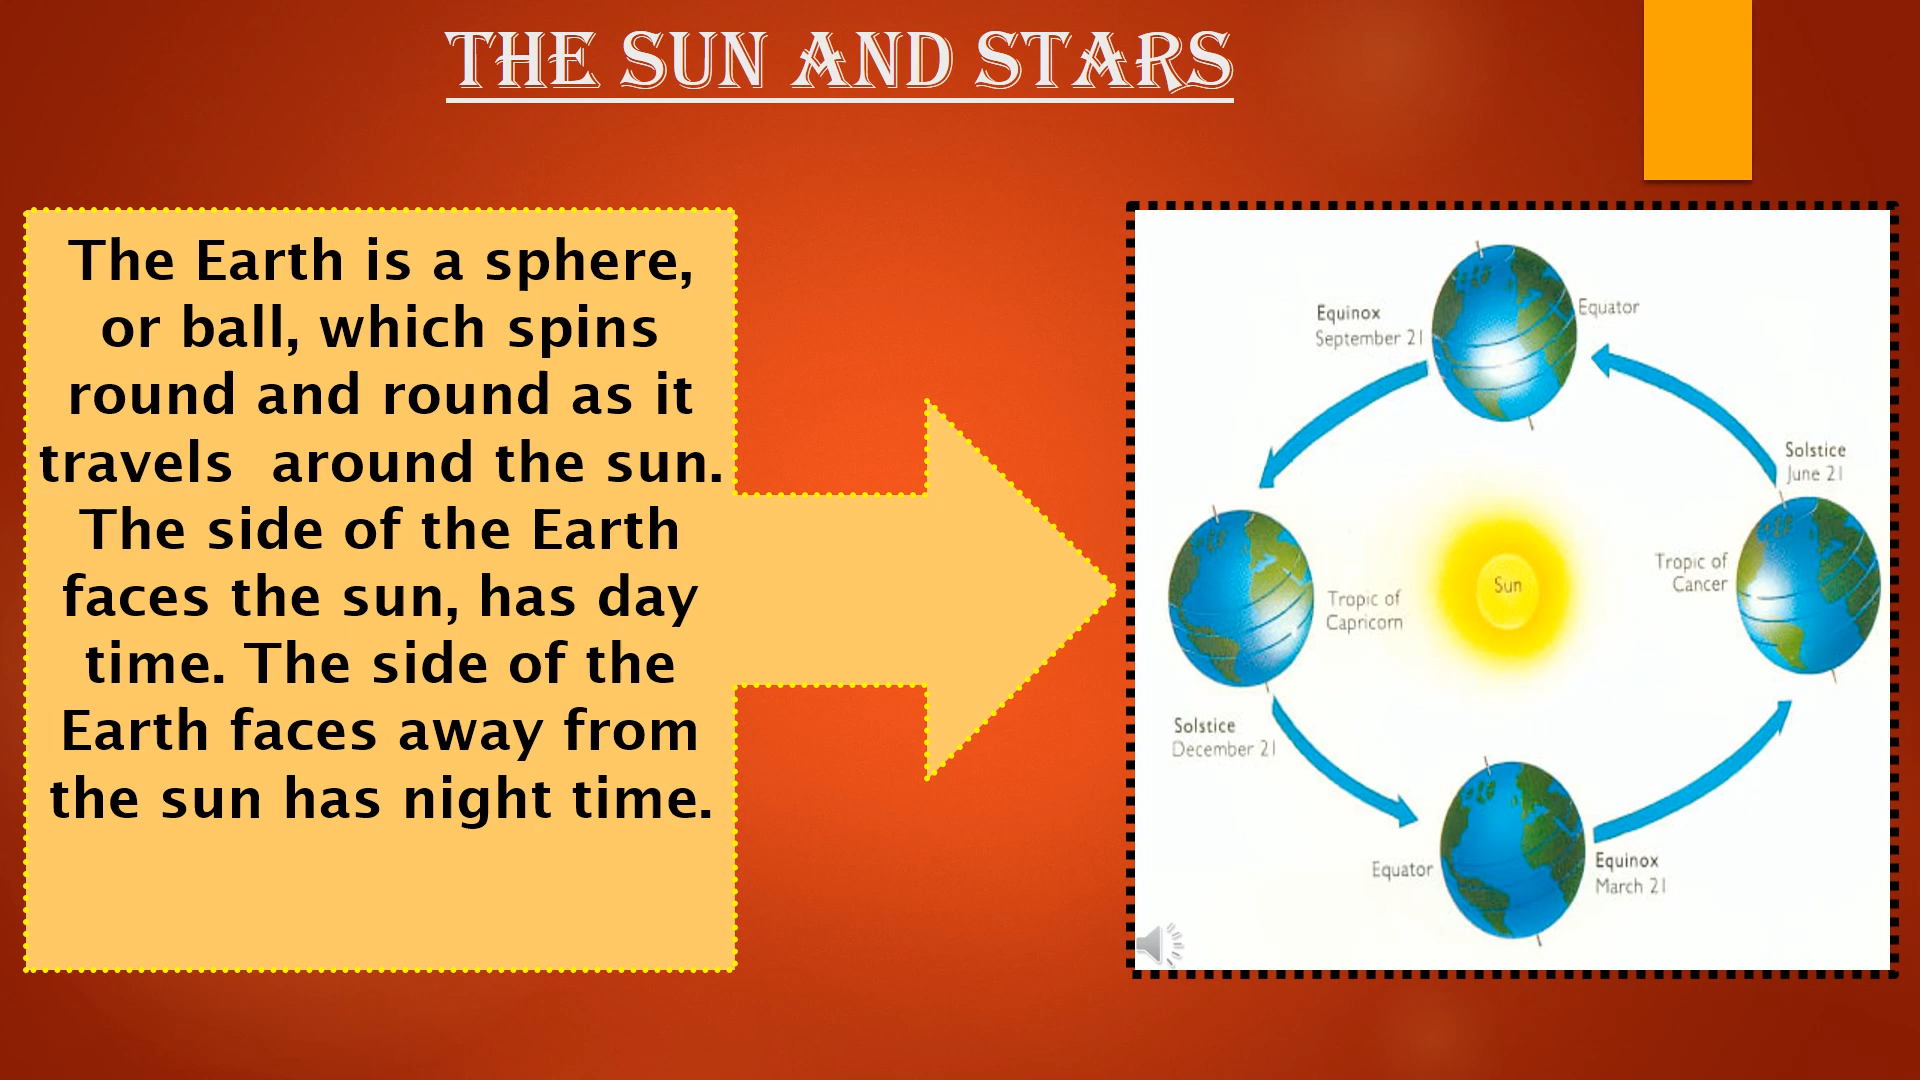 THE SUN AND STARS
The Earth is a sphere,
or ball, which spins
round and round as it
travels  around the sun.
The side of the Earth
faces the sun, has day
time. The side of the
Earth faces away from
the sun has night time.
Equinox
September 21
Equator
Solstice
June 21
Tropic of
Cancer
Sun
Tropic of
Capricorn
Solstice
December 21
Equator
Equinox
March 21